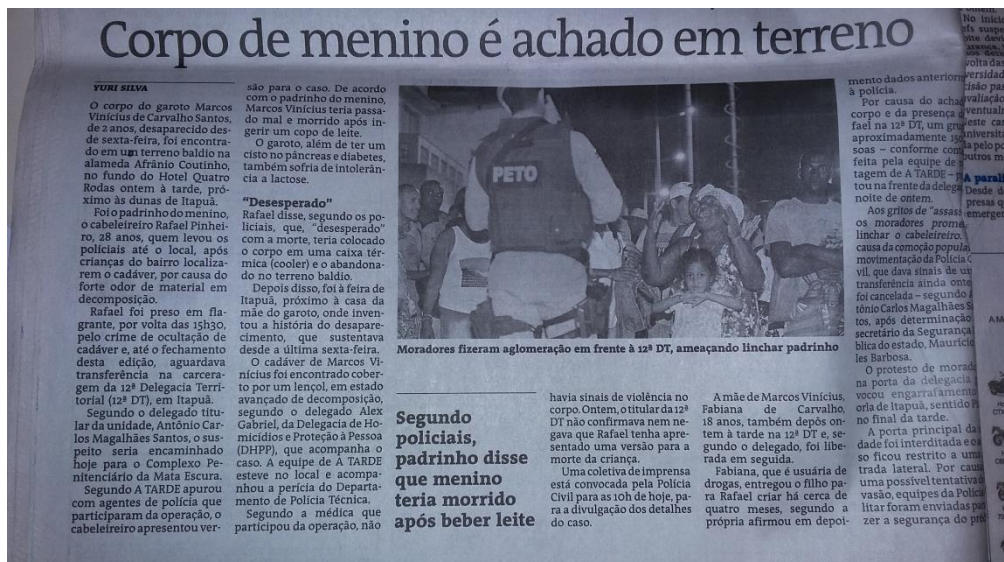 Corpo de menino é achado em terreno
YURI SILVA
O corpo do garoto Marcos
Vinícius de Carvalho Santos,
de 2 anos, desaparecido des-
de sexta-feira, foi encontra-
do em um terreno baldio na
alameda Afrânio Coutinho,
no fundo do Hotel Quatro
Rodas ontem à tarde, pró-
ximo às dunas de Itapuã.
Foi o padrinho do menino,
o cabeleireiro Rafael Pinhei-
ro, 28 anos, quem levou os
policiais até o local, após
crianças do bairro localiza-
rem o cadáver, por causa do
forte odor de material em
decomposição.
Rafael foi preso em fla-
grante, por volta das 15h30,
pelo crime de ocultação de
cadáver e, até o fechamento
desta edição, aguardava
transferência na carcera-
gem da 12ª Delegacia Terri-
torial (12ª DT), em Itapuã.
Segundo o delegado titu-
lar da unidade, Antônio Car-
los Magalhães Santos, o sus-
peito seria encaminhado
hoje para o Complexo Pe-
nitenciário da Mata Escura.
Segundo A TARDE apurou
com agentes de polícia que
participaram da operação, o
cabeleireiro apresentou ver-
são para o caso. De acordo
com o padrinho do menino,
Marcos Vinícius teria passa-
do mal e morrido após in-
gerir um copo de leite.
O garoto, além de ter um
cisto no pâncreas e diabetes,
também sofria de intolerân-
cia a lactose.
“Desesperado”
Rafael disse, segundo os po-
liciais, que, “desesperado”
com a morte, teria colocado
o corpo em uma caixa tér-
mica (cooler) e o abandona-
do no terreno baldio.
Depois disso, foi à feira de
Itapuã, próximo à casa da
mãe do garoto, onde inven-
tou a história do desapare-
cimento, que sustentava
desde a última sexta-feira.
O cadáver de Marcos Vi-
nícius foi encontrado cober-
to por um lençol, em estado
avançado de decomposição,
segundo o delegado Alex
Gabriel, da Delegacia de Ho-
micídios e Proteção à Pessoa
(DHPP), que acompanha o
caso. A equipe de A TARDE
esteve no local e acompa-
nhou a perícia do Departa-
mento de Polícia Técnica.
Segundo a médica que
participou da operação, não
PETO
Moradores fizeram aglomeração em frente à 12ª DT, ameaçando linchar padrinho
Segundo
policiais,
padrinho disse
que menino
teria morrido
após beber leite
havia sinais de violência no
corpo. Ontem, o titular da 12ª
DT não confirmava nem ne-
gava que Rafael tenha apre-
sentado uma versão para a
morte da criança.
Uma coletiva de imprensa
está convocada pela Polícia
Civil para as 10h de hoje, pa-
ra a divulgação dos detalhes
do caso.
A mãe de Marcos Vinícius,
Fabiana de Carvalho,
18 anos, também depôs on-
tem à tarde na 12ª DT e, se-
gundo o delegado, foi libe-
rada em seguida.
Fabiana, que é usuária de
drogas, entregou o filho pa-
ra Rafael criar há cerca de
quatro meses, segundo a
própria afirmou em depoi-
mento dados anteriorm
à polícia.
Por causa do achad
corpo e da presença d
fael na 12ª DT, um gru
aproximadamente 150
soas – conforme con
feita pela equipe de
tagem de A TARDE – p
tou na frente da delega
noite de ontem.
Aos gritos de “assass
os moradores prome
linchar o cabeleireiro.
causa da comoção popula
movimentação da Polícia C
vil, que dava sinais de un
transferência ainda onte
foi cancelada – segundo A
tônio Carlos Magalhães S
tos, após determinação
secretário da Segurança
blica do estado, Maurício
les Barbosa.
O protesto de morad
na porta da delegacia
vocou engarrafamento
oria de Itapuã, sentido P
no final da tarde.
A porta principal da
dade foi interditada e o a
so ficou restrito a um
trada lateral. Por causa
uma possível tentativa d
vasão, equipes da Polícia
litar foram enviadas pa
zer a segurança do pré